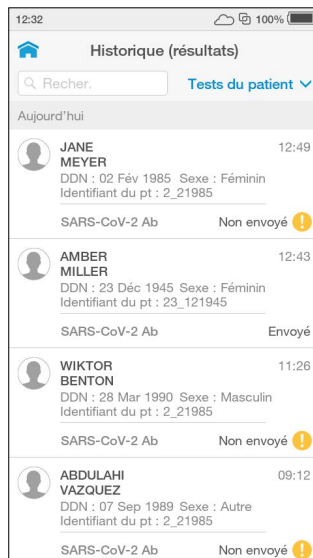 12:32 100%
Historique (résultats)
Recher. Tests du patient
Aujourd'hui
JANE 12:49
MEYER
DDN : 02 Fév 1985 Sexe : Féminin
Identifiant du pt : 2_21985
SARS-CoV-2 Ab Non envoyé
AMBER 12:43
MILLER
DDN : 23 Déc 1945 Sexe : Féminin
Identifiant du pt : 23_121945
SARS-CoV-2 Ab Envoyé
WIKTOR 11:26
BENTON
DDN : 28 Mar 1990 Sexe : Masculin
Identifiant du pt : 2_21985
SARS-CoV-2 Ab Non envoyé
ABDULAHI 09:12
VAZQUEZ
DDN : 07 Sep 1989 Sexe : Autre
Identifiant du pt : 2_21985
SARS-CoV-2 Ab Non envoyé